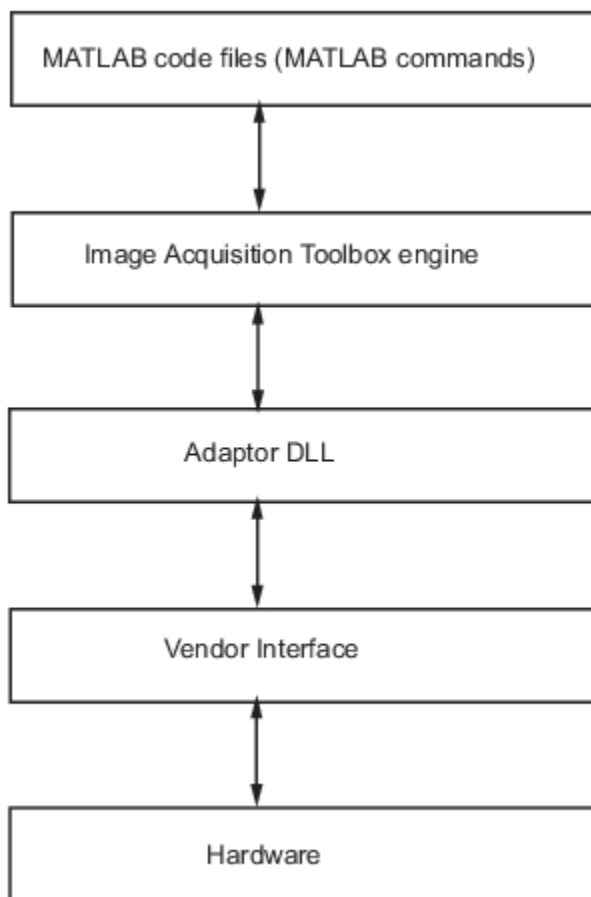 MATLAB code files (MATLAB commands)
Image Acquisition Toolbox engine
Adaptor DLL
Vendor Interface
Hardware